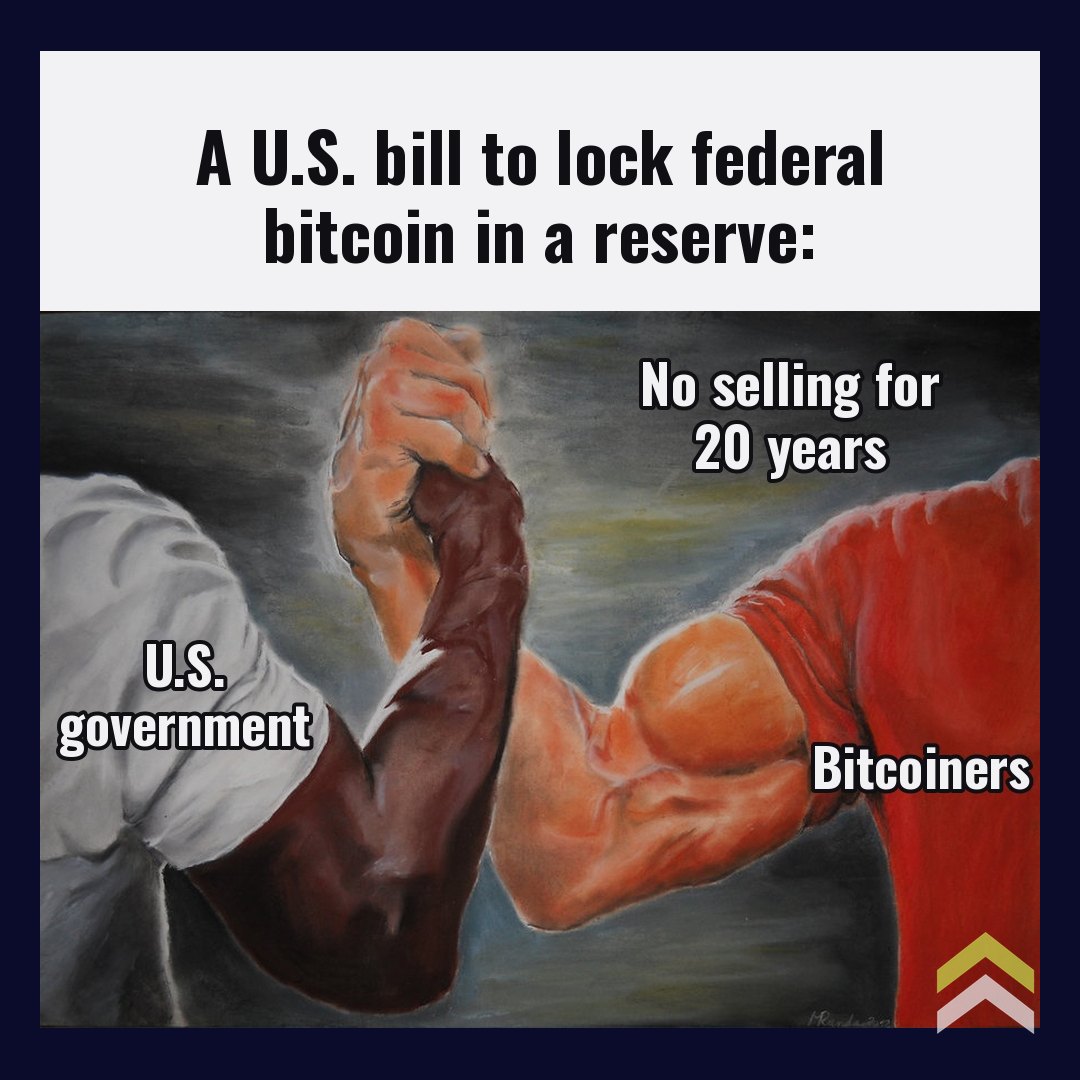 A U.S. bill to lock federal
bitcoin in a reserve:
No selling for
20 years
U.S.
government
Bitcoiners